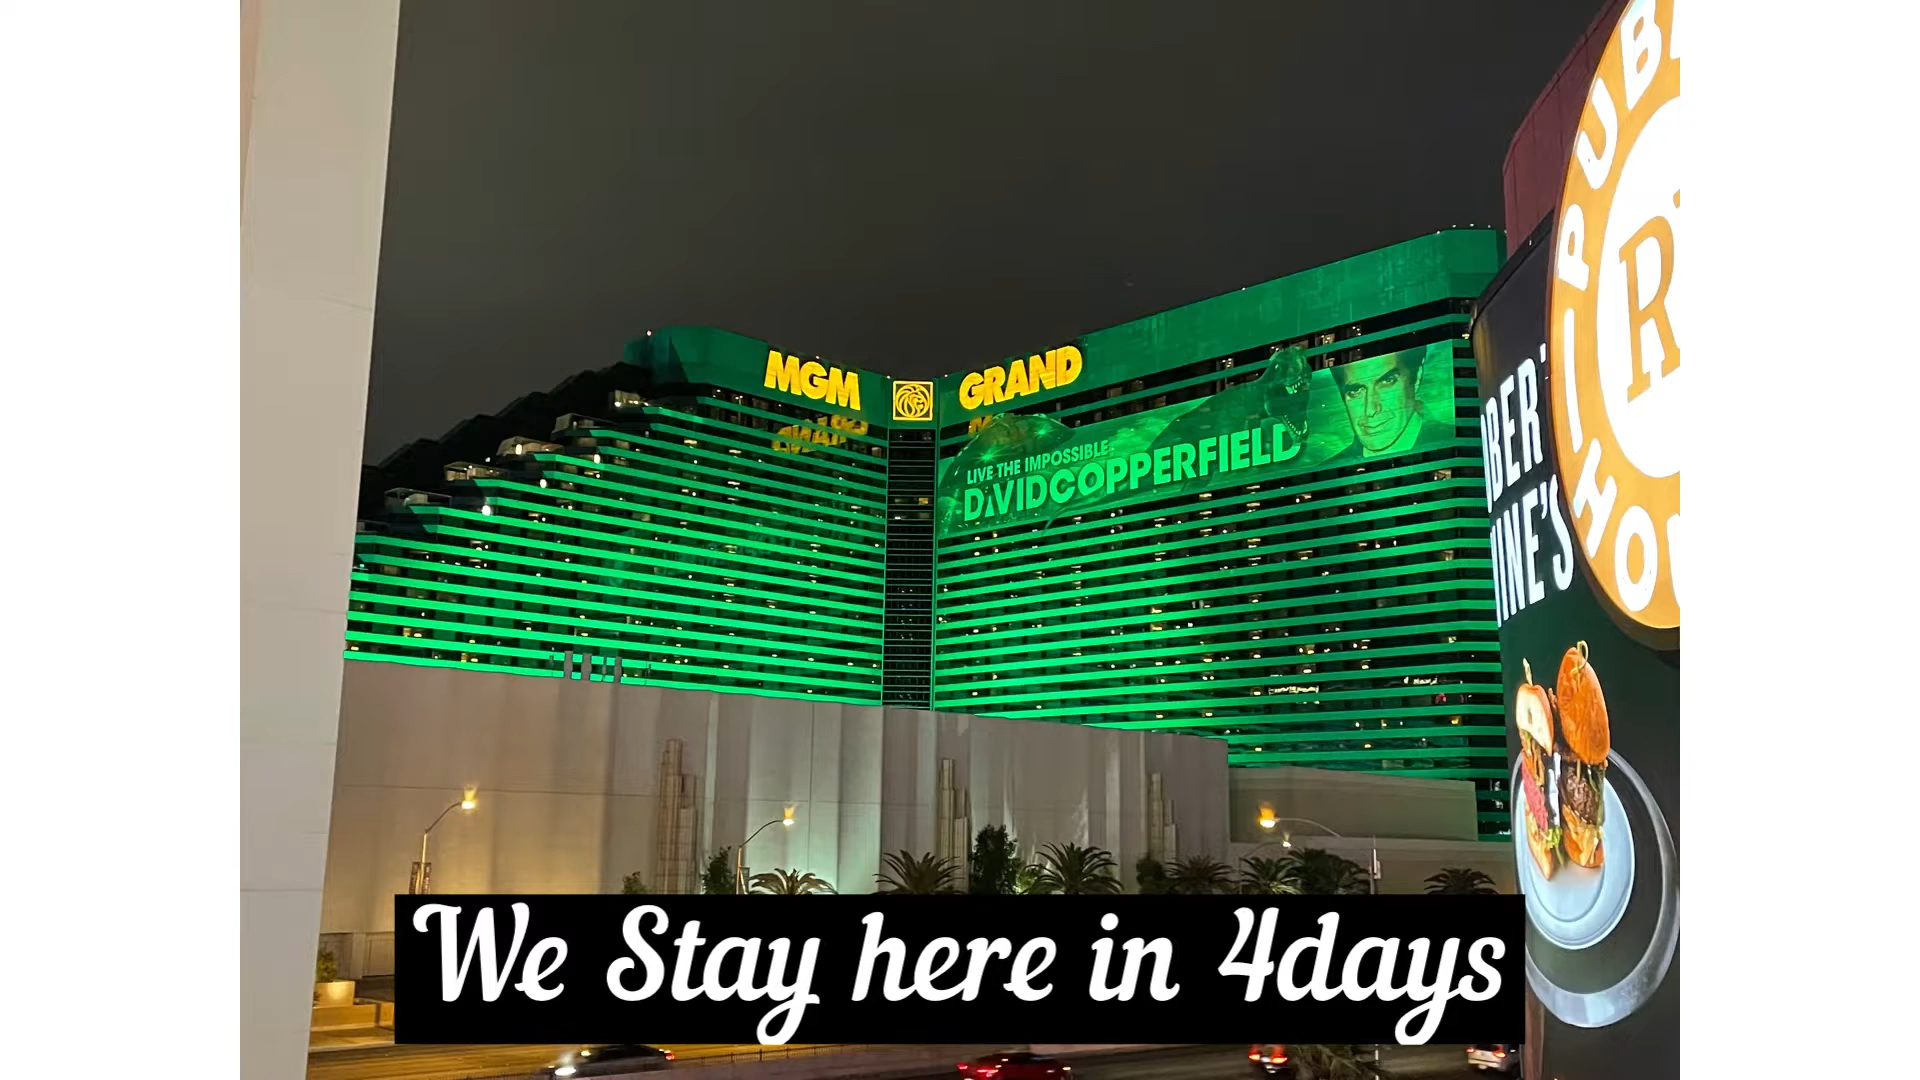 MGM GRAND
LIVE THE IMPOSSIBLE.
DAVIDCOPPERFIELD
R
We Stay here in 4days